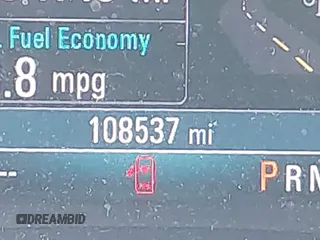 Fuel Economy
.8 mpg
108537 mi
--
P R N
DREAMBID